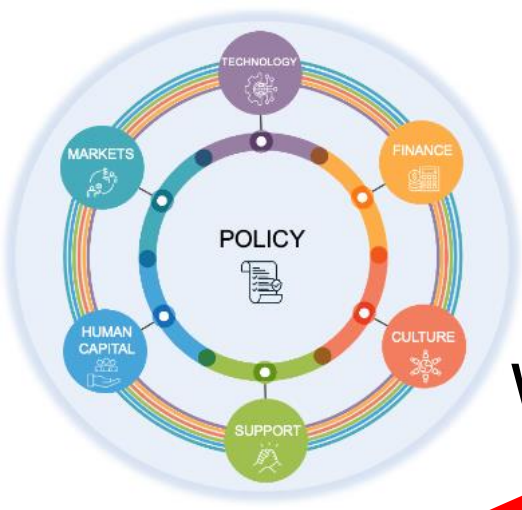 TECHNOLOGY
MARKETS
FINANCE
POLICY
HUMAN
CAPITAL
CULTURE
SUPPORT